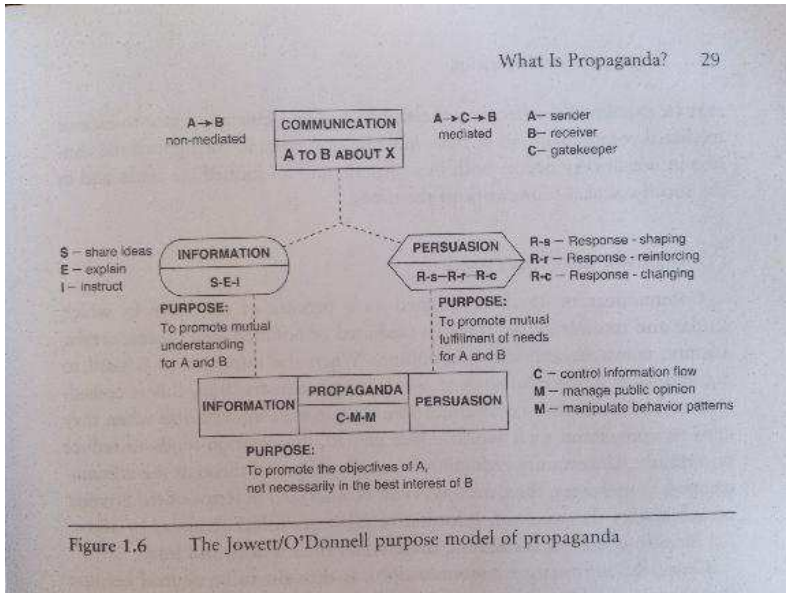 What Is Propaganda? 29
A→B
non-mediated
COMMUNICATION
A TO B ABOUT X
A→C→B
mediated
A— sender
B— receiver
C— gatekeeper
S — share ideas
E — explain
I — instruct
INFORMATION
S-E-I
PERSUASION
R-s—R-r R-c
R-s — Response - shaping
R-r — Response - reinforcing
R-c — Response - changing
PURPOSE:
To promote mutual
understanding
for A and B
PURPOSE:
To promote mutual
fulfillment of needs
for A and B
INFORMATION
PROPAGANDA
C-M-M
PERSUASION
C — control information flow
M — manage public opinion
M — manipulate behavior patterns
PURPOSE:
To promote the objectives of A,
not necessarily in the best interest of B
Figure 1.6 The Jowett/O'Donnell purpose model of propaganda